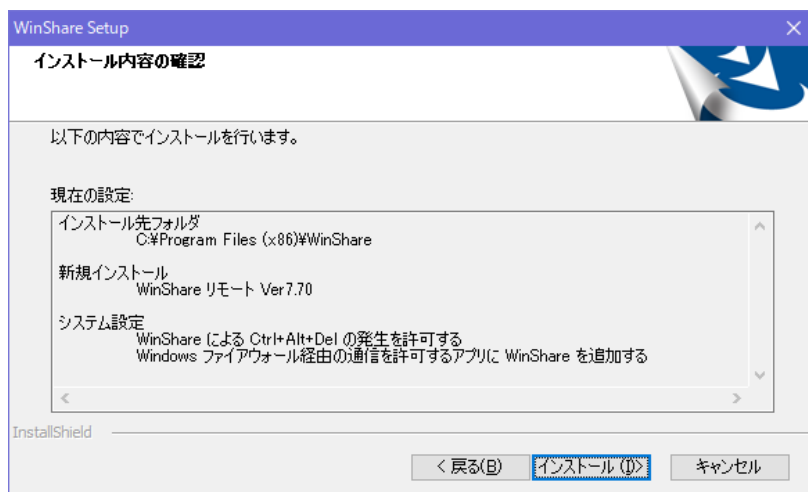 WinShare Setup
インストール内容の確認
以下の内容でインストールを行います。
現在の設定:
インストール先フォルダ
C:¥Program Files (x86)¥WinShare
新規インストール
WinShare リモート Ver7.70
システム設定
WinShare による Ctrl+Alt+Del の発生を許可する
Windows ファイアウォール経由の通信を許可するアプリに WinShare を追加する
InstallShield
< 戻る(B) インストール (I)> キャンセル